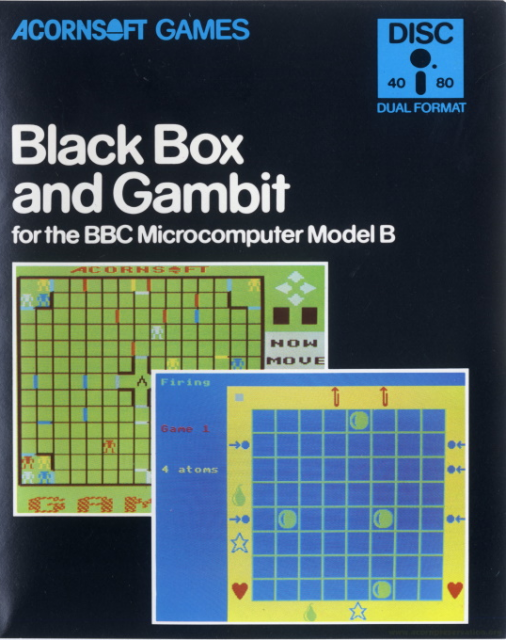 ACORNSOFT GAMES
DISC
40 80
DUAL FORMAT
Black Box
and Gambit
for the BBC Microcomputer Model B
ACORNSOFT
NOW
MOVE
Firing
Game 1
4 atoms